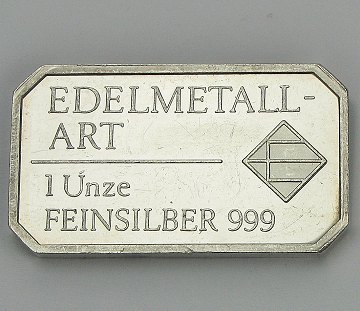 EDELMETALL-
ART
1 Unze
FEINSILBER 999